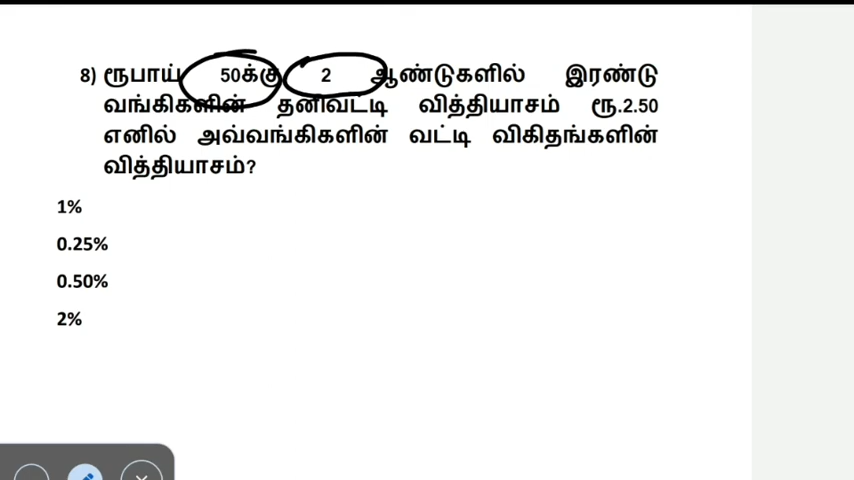 8) ரூபாய் 50க்கு 2 ஆண்டுகளில் இரண்டு
வங்கிகளின் தனிவட்டி வித்தியாசம் ரூ.2.50
எனில் அவ்வங்கிகளின் வட்டி விகிதங்களின்
வித்தியாசம்?
1%
0.25%
0.50%
2%